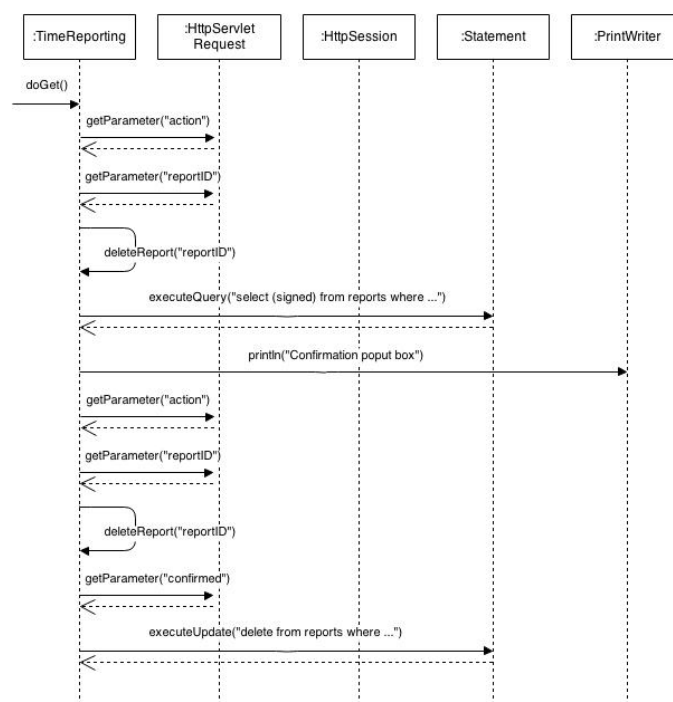 :TimeReporting
:HttpServlet
Request
:HttpSession
:Statement
:PrintWriter
doGet()
getParameter("action")
getParameter("reportID")
deleteReport("reportID")
executeQuery("select (signed) from reports where ...")
println("Confirmation poput box")
getParameter("action")
getParameter("reportID")
deleteReport("reportID")
getParameter("confirmed")
executeUpdate("delete from reports where ...")